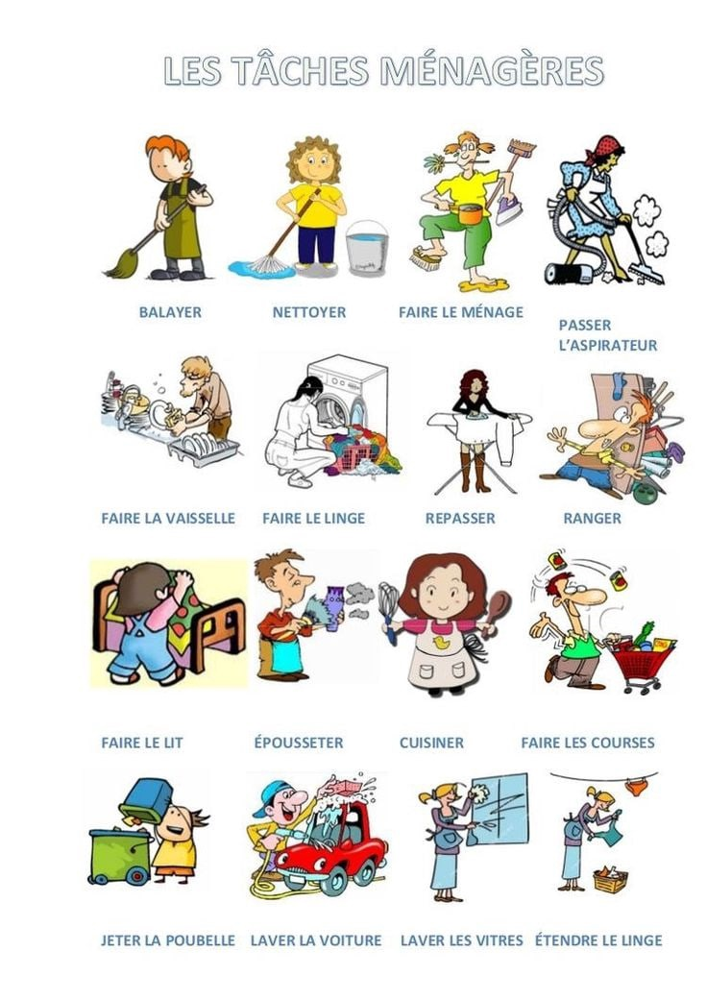 LES TÂCHES MÉNAGÈRES
BALAYER NETTOYER FAIRE LE MÉNAGE PASSER L'ASPIRATEUR
FAIRE LA VAISSELLE FAIRE LE LINGE REPASSER RANGER
FAIRE LE LIT ÉPOUSSETER CUISINER FAIRE LES COURSES
JETER LA POUBELLE LAVER LA VOITURE LAVER LES VITRES ÉTENDRE LE LINGE